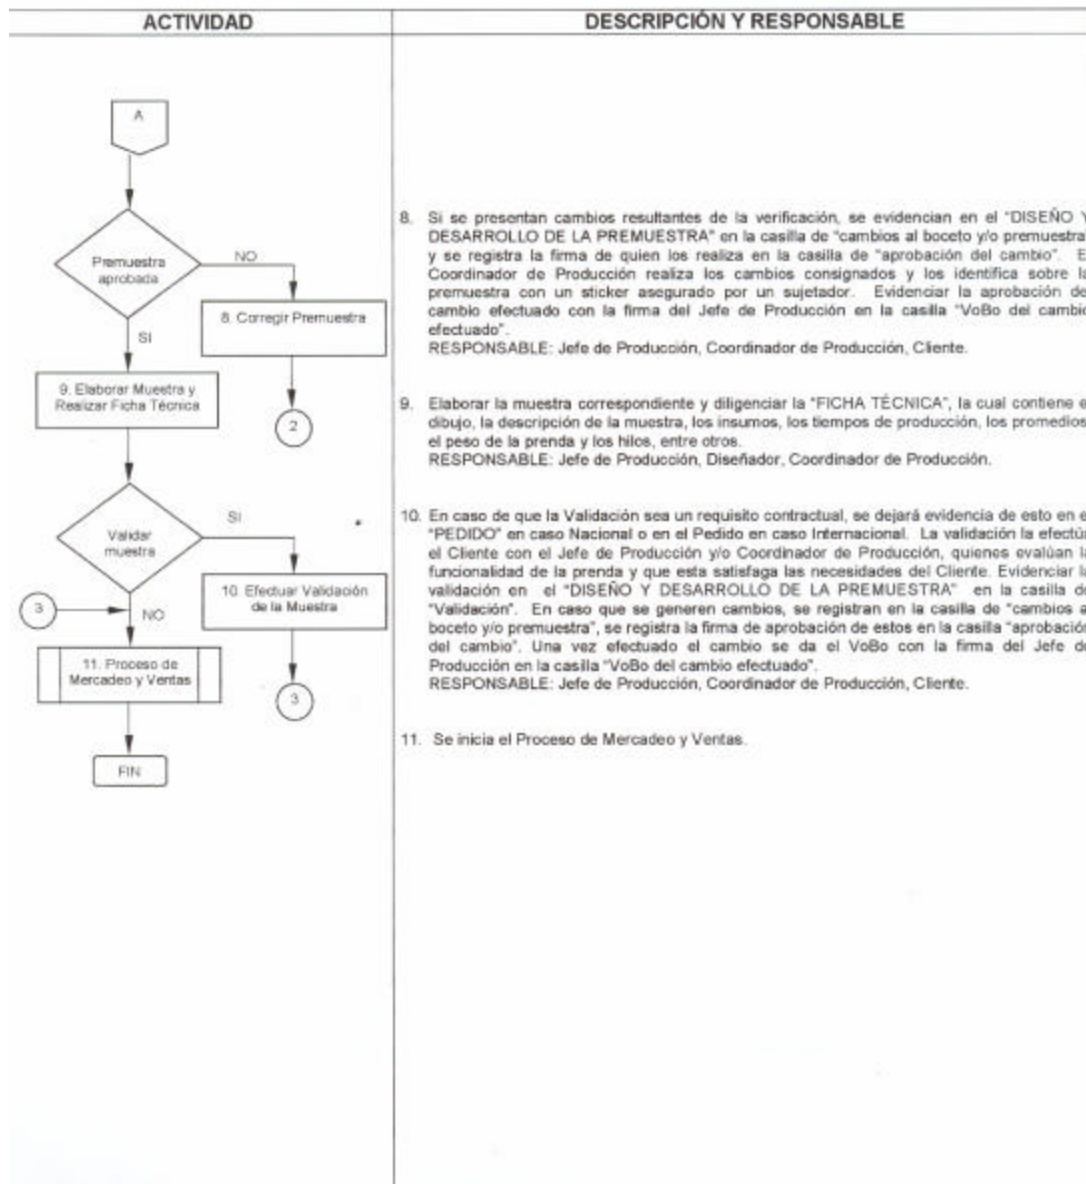 ACTIVIDAD
DESCRIPCIÓN Y RESPONSABLE
A
Premuestra
aprobada
NO
SI
8. Corregir Premuestra
2
9. Elaborar Muestra y
Realizar Ficha Técnica
Validar
muestra
SI
10. Efectuar Validación
de la Muestra
3
3
NO
11. Proceso de
Mercadeo y Ventas
FIN
8. Si se presentan cambios resultantes de la verificación, se evidencian en el "DISEÑO Y
DESARROLLO DE LA PREMUESTRA" en la casilla de "cambios al boceto y/o premuestra
y se registra la firma de quien los realiza en la casilla de "aprobación del cambio". E
Coordinador de Producción realiza los cambios consignados y los identifica sobre la
premuestra con un sticker asegurado por un sujetador. Evidenciar la aprobación de
cambio efectuado con la firma del Jefe de Producción en la casilla "VoBo del cambio
efectuado".
RESPONSABLE: Jefe de Producción, Coordinador de Producción, Cliente.
9. Elaborar la muestra correspondiente y diligenciar la "FICHA TÉCNICA", la cual contiene e
dibujo, la descripción de la muestra, los insumos, los tiempos de producción, los promedios
el peso de la prenda y los hilos, entre otros.
RESPONSABLE: Jefe de Producción, Diseñador, Coordinador de Producción.
10. En caso de que la Validación sea un requisito contractual, se dejará evidencia de esto en e
"PEDIDO" en caso Nacional o en el Pedido en caso Internacional. La validación la efectúa
el Cliente con el Jefe de Producción y/o Coordinador de Producción, quienes evalúan la
funcionalidad de la prenda y que esta satisfaga las necesidades del Cliente. Evidenciar la
validación en el "DISEÑO Y DESARROLLO DE LA PREMUESTRA" en la casilla de
"Validación". En caso que se generen cambios, se registran en la casilla de "cambios a
boceto y/o premuestra", se registra la firma de aprobación de estos en la casilla "aprobación
del cambio". Una vez efectuado el cambio se da el VoBo con la firma del Jefe de
Producción en la casilla "VoBo del cambio efectuado".
RESPONSABLE: Jefe de Producción, Coordinador de Producción, Cliente.
11. Se inicia el Proceso de Mercadeo y Ventas.